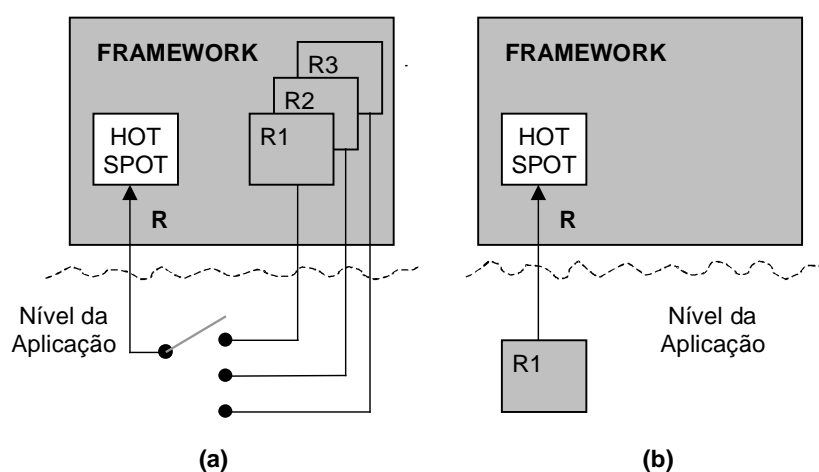 FRAMEWORK
R3
R2
R1
HOT
SPOT
R
Nível da
Aplicação
(a)
FRAMEWORK
HOT
SPOT
R
Nível da
Aplicação
R1
(b)